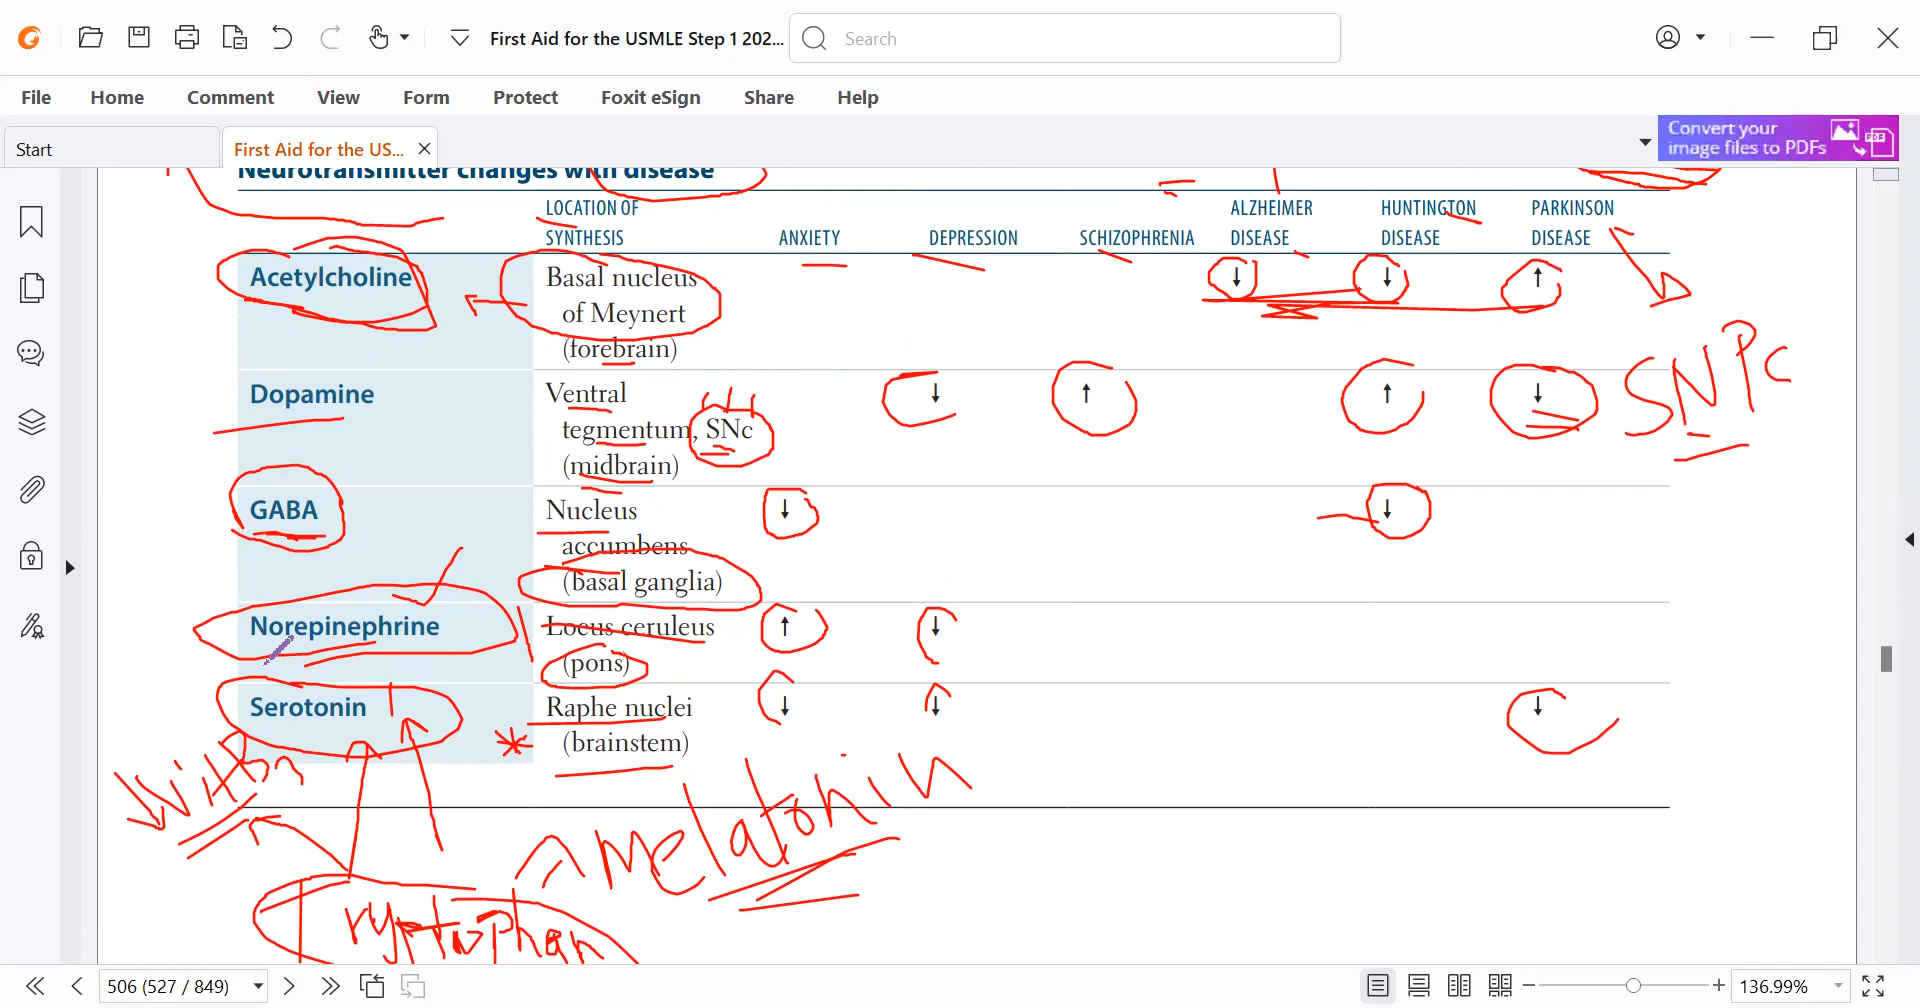 First Aid for the USMLE Step 1 202...
Search
File Home Comment View Form Protect Foxit eSign Share Help
Start
First Aid for the US...
Convert your
image files to PDFs
PDF
Neurotransmitter changes with disease
LOCATION OF SYNTHESIS ANXIETY DEPRESSION SCHIZOPHRENIA ALZHEIMER DISEASE HUNTINGTON DISEASE PARKINSON DISEASE
Acetylcholine Basal nucleus ↓ ↓ ↑
of Meynert
(forebrain)
SNPc
Dopamine Ventral ↓ ↑ ↑ ↓
tegmentum, SNc
(midbrain)
GABA Nucleus ↓ ↓
accumbens
(basal ganglia)
Norepinephrine Locus ceruleus ↑ ↓
(pons)
Serotonin Raphe nuclei ↓ ↓ ↓
(brainstem)
Melatonin
Tryptophan
506 (527 / 849)
136.99%